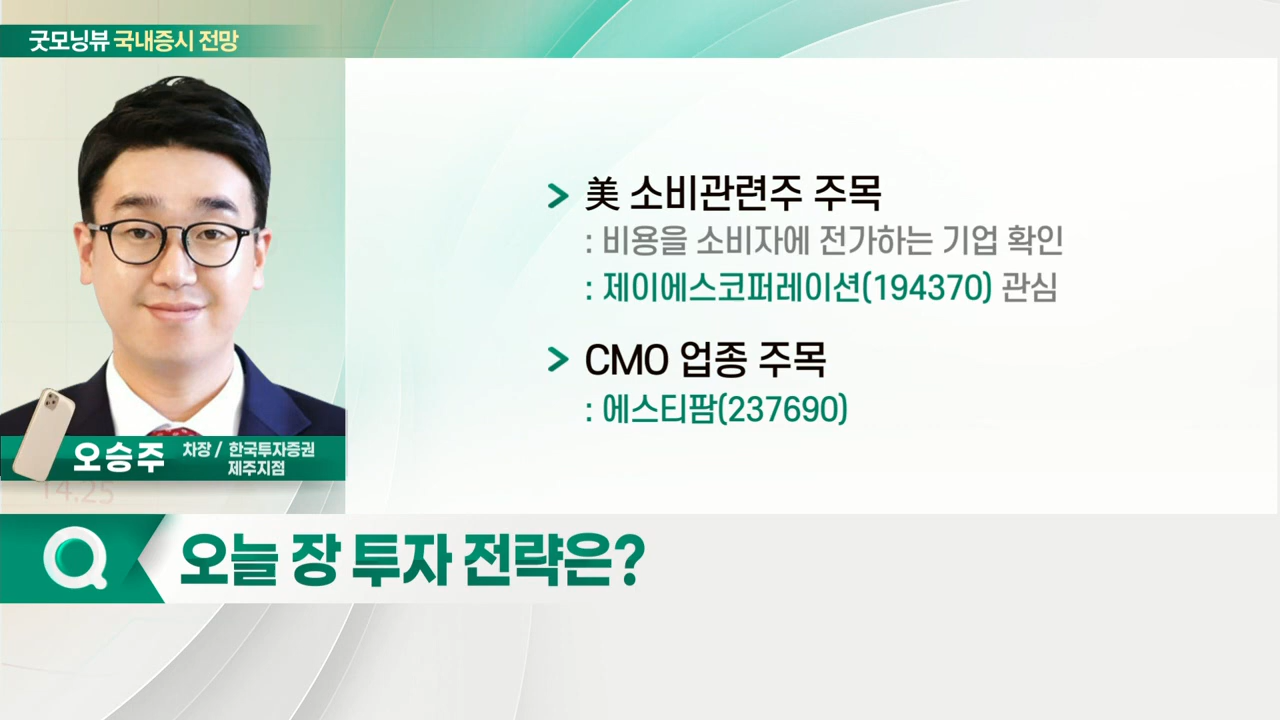 굿모닝뷰 국내증시 전망
> 美 소비관련주 주목
: 비용을 소비자에 전가하는 기업 확인
: 제이에스코퍼레이션(194370) 관심
> CMO 업종 주목
: 에스티팜(237690)
오승주 차장 / 한국투자증권
제주지점
14.25
Q 오늘 장 투자 전략은?